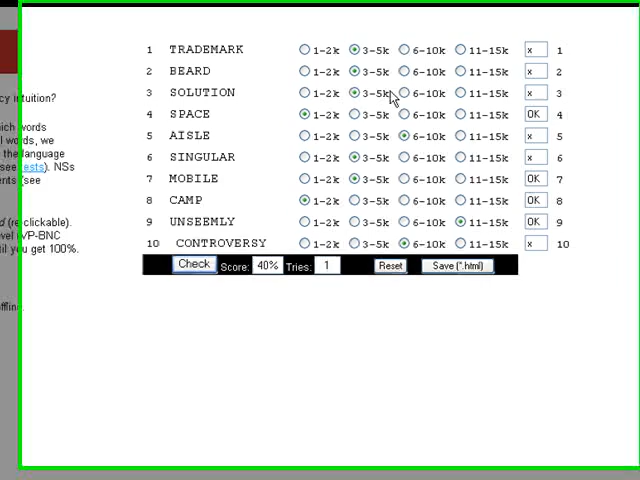 1 TRADEMARK 1-2k 3-5k 6-10k 11-15k x 1
2 BEARD 1-2k 3-5k 6-10k 11-15k x 2
3 SOLUTION 1-2k 3-5k 6-10k 11-15k x 3
4 SPACE 1-2k 3-5k 6-10k 11-15k OK 4
5 AISLE 1-2k 3-5k 6-10k 11-15k x 5
6 SINGULAR 1-2k 3-5k 6-10k 11-15k x 6
7 MOBILE 1-2k 3-5k 6-10k 11-15k OK 7
8 CAMP 1-2k 3-5k 6-10k 11-15k OK 8
9 UNSEEMLY 1-2k 3-5k 6-10k 11-15k OK 9
10 CONTROVERSY 1-2k 3-5k 6-10k 11-15k x 10
Check Score: 40% Tries: 1 Reset Save (*.html)
cy intuition?
words
l words, we
the language
see tests). NSs
ents (see
(re-clickable).
evel (VP-BNC
til you get 100%.